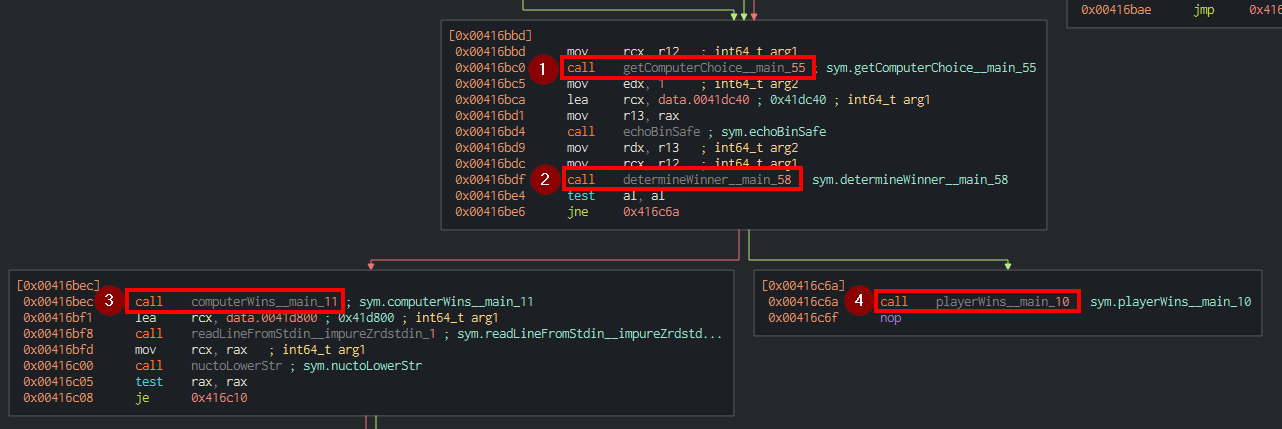 0x00416bae jmp 0x416
[0x00416bbd]
0x00416bbd mov rcx, r12 ; int64_t arg1
1
0x00416bc0 call getComputerChoice__main_55 ; sym.getComputerChoice__main_55
0x00416bc5 mov edx, 1 ; int64_t arg2
0x00416bca lea rcx, data.0041dc40 ; 0x41dc40 ; int64_t arg1
0x00416bd1 mov r13, rax
0x00416bd4 call echoBinSafe ; sym.echoBinSafe
0x00416bd9 mov rdx, r13 ; int64_t arg2
0x00416bdc mov rcx, r12 ; int64_t arg1
2
0x00416bdf call determineWinner__main_58 sym.determineWinner__main_58
0x00416be4 test al, al
0x00416be6 jne 0x416c6a
[0x00416bec]
0x00416bec 3 call computerWins__main_11 ; sym.computerWins__main_11
0x00416bf1 lea rcx, data.0041d800 ; 0x41d800 ; int64_t arg1
0x00416bf8 call readLineFromStdin__impureZrdstdin_1 ; sym.readLineFromStdin__impureZrdstd...
0x00416bfd mov rcx, rax ; int64_t arg1
0x00416c00 call nuctoLowerStr ; sym.nuctoLowerStr
0x00416c05 test rax, rax
0x00416c08 je 0x416c10
[0x00416c6a]
0x00416c6a 4 call playerWins__main_10 sym.playerWins__main_10
0x00416c6f nop